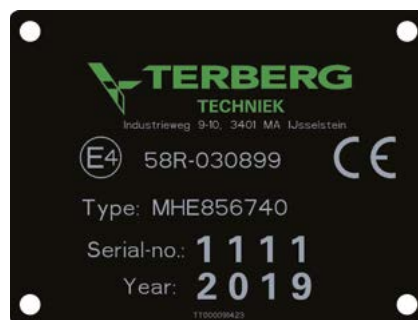 TERBERG
TECHNIEK
Industrieweg 9-10, 3401 MA IJsselstein
E4 58R-030899 CE
Type: MHE856740
Serial-no.: 1111
Year: 2019
TT000091423